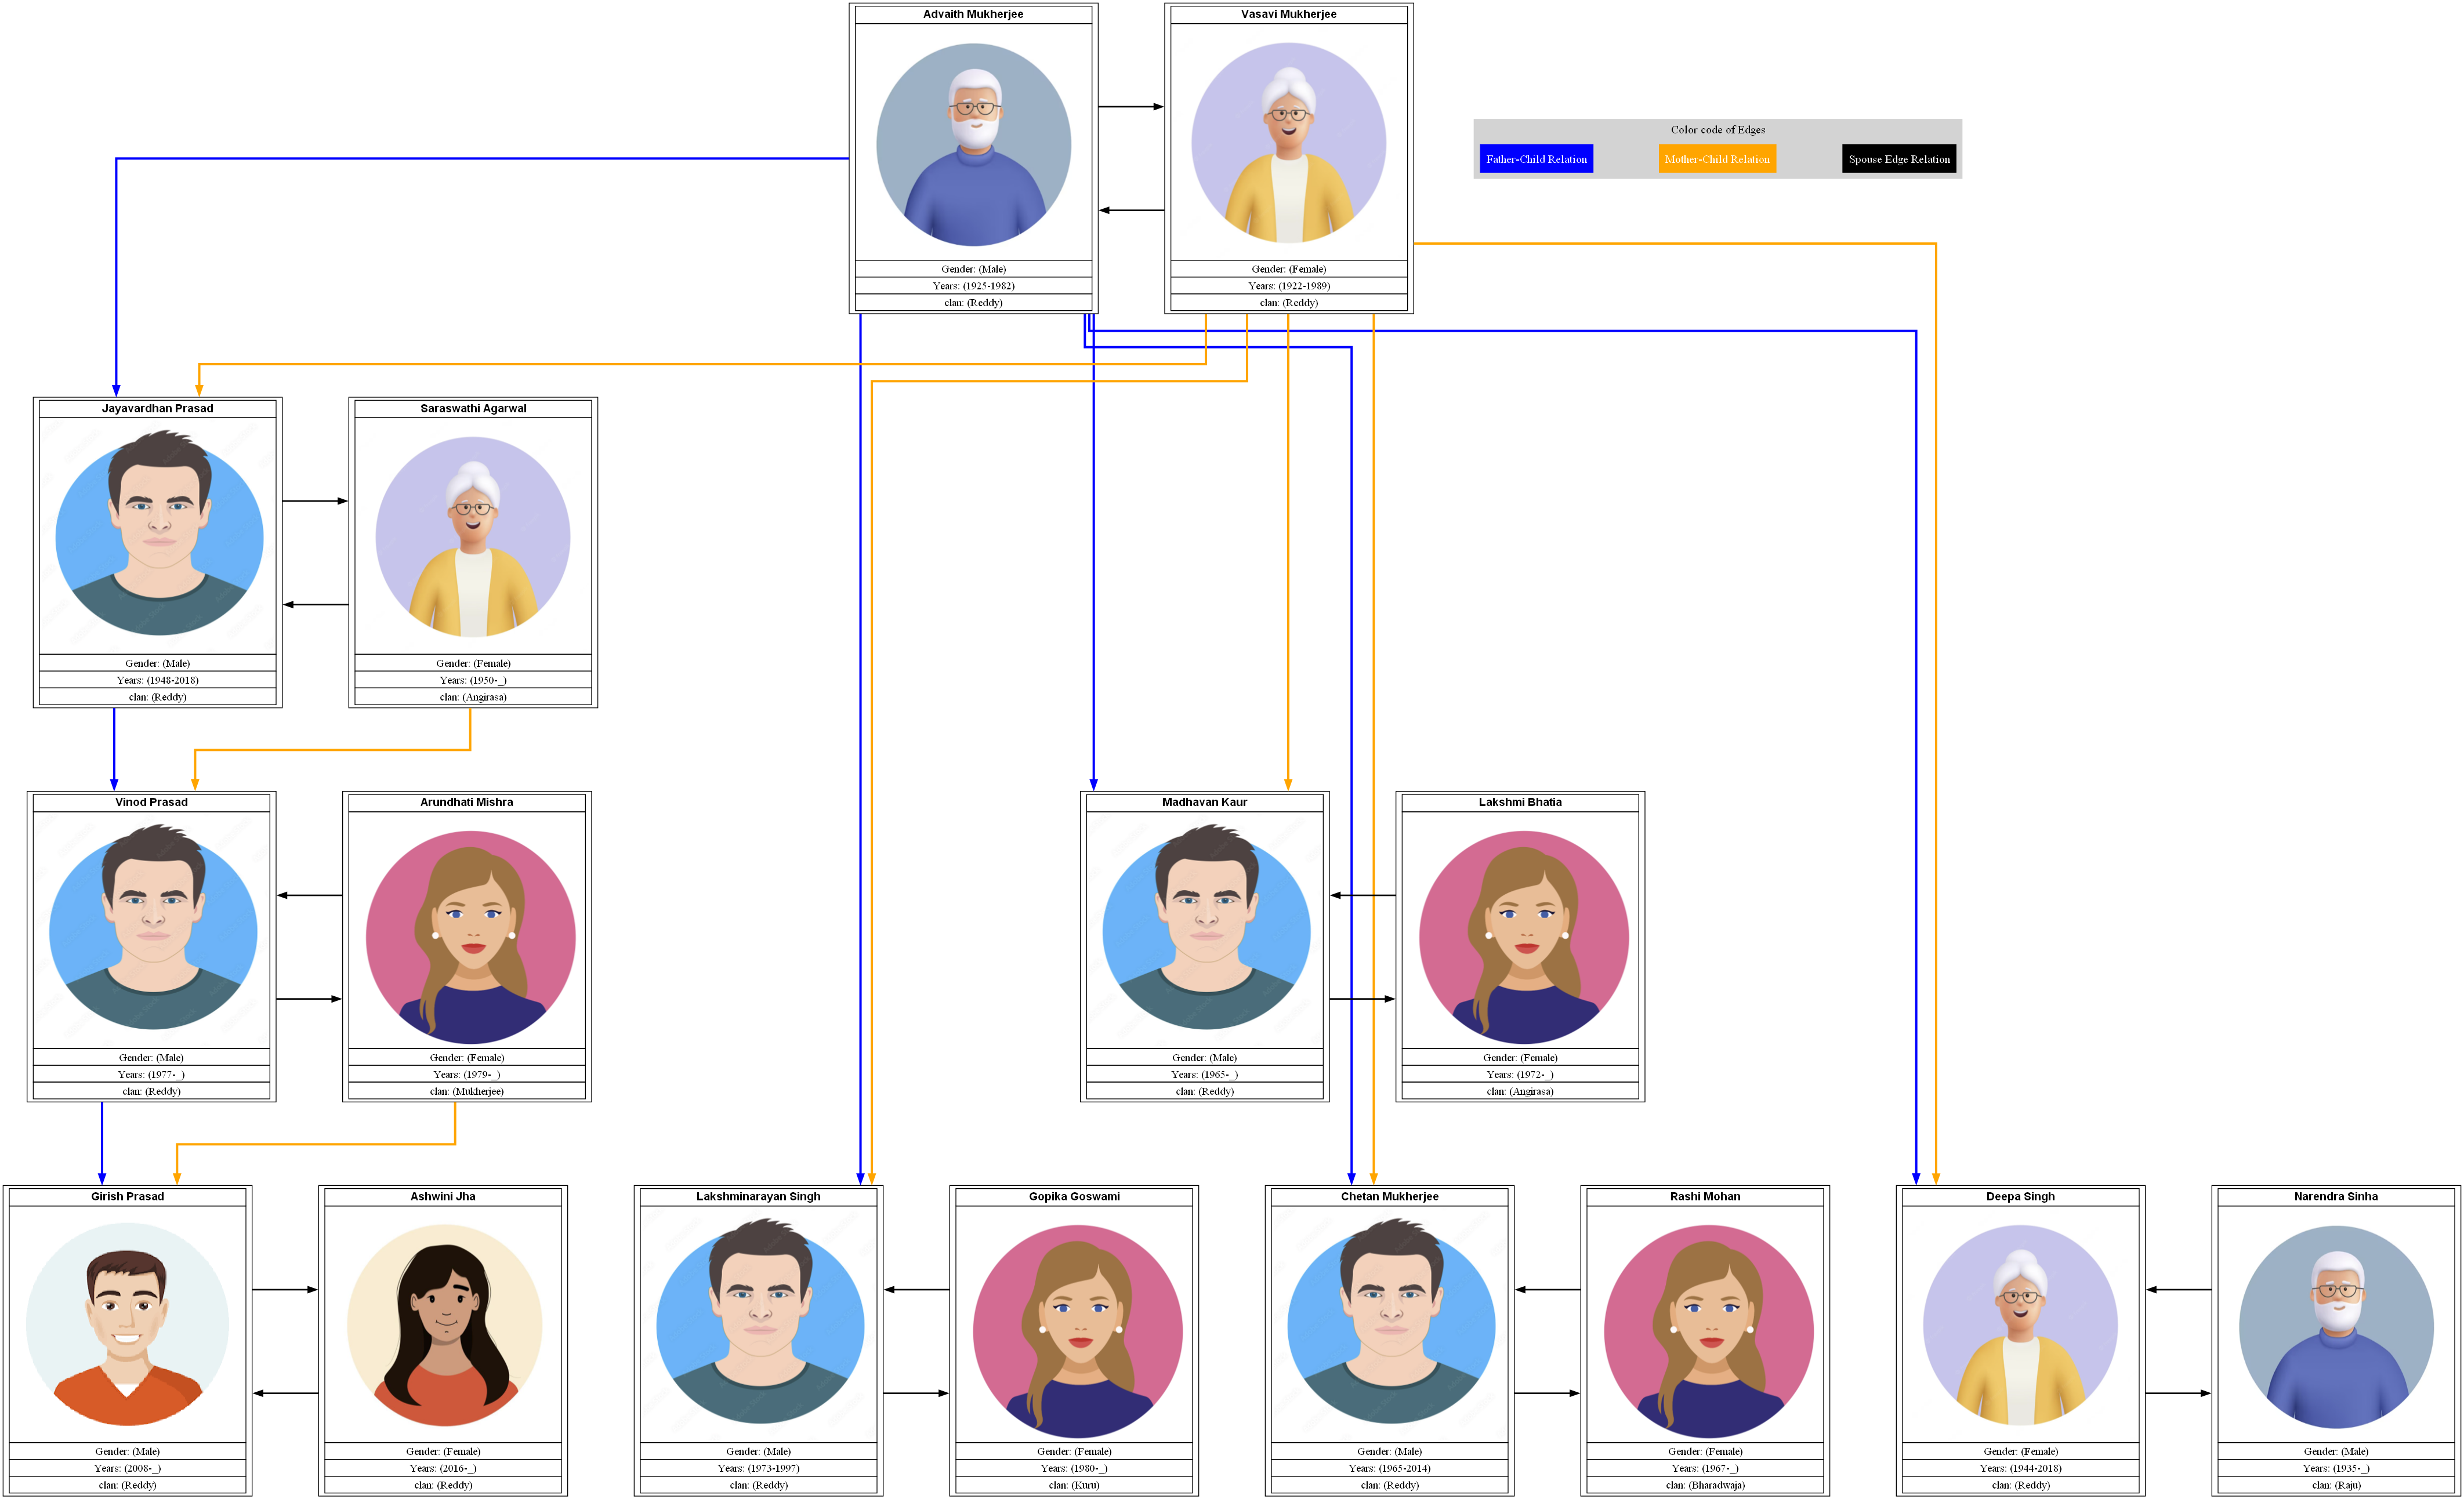 Advaith Mukherjee
Gender: (Male)
Years: (1925-1982)
clan: (Reddy)
Vasavi Mukherjee
Gender: (Female)
Years: (1922-1989)
clan: (Reddy)
Color code of Edges
Father-Child Relation
Mother-Child Relation
Spouse Edge Relation
Jayavardhan Prasad
Gender: (Male)
Years: (1948-2018)
clan: (Reddy)
Saraswathi Agarwal
Gender: (Female)
Years: (1950-_)
clan: (Angirasa)
Vinod Prasad
Gender: (Male)
Years: (1977-_)
clan: (Reddy)
Arundhati Mishra
Gender: (Female)
Years: (1979-_)
clan: (Mukherjee)
Madhavan Kaur
Gender: (Male)
Years: (1965-_)
clan: (Reddy)
Lakshmi Bhatia
Gender: (Female)
Years: (1972-_)
clan: (Angirasa)
Girish Prasad
Gender: (Male)
Years: (2008-_)
clan: (Reddy)
Ashwini Jha
Gender: (Female)
Years: (2016-_)
clan: (Reddy)
Lakshminarayan Singh
Gender: (Male)
Years: (1973-1997)
clan: (Reddy)
Gopika Goswami
Gender: (Female)
Years: (1980-_)
clan: (Kuru)
Chetan Mukherjee
Gender: (Male)
Years: (1965-2014)
clan: (Reddy)
Rashi Mohan
Gender: (Female)
Years: (1967-_)
clan: (Bharadwaja)
Deepa Singh
Gender: (Female)
Years: (1944-2018)
clan: (Reddy)
Narendra Sinha
Gender: (Male)
Years: (1935-_)
clan: (Raju)